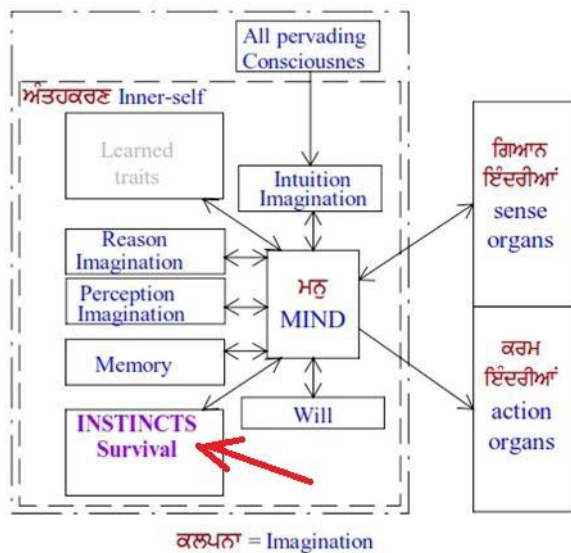 All pervading
Consciousnes
ਅੰਤਹਕਰਣ Inner-self
Learned
traits
Intuition
Imagination
Reason
Imagination
Perception
Imagination
Memory
INSTINCTS
Survival
ਮਨੁ
MIND
Will
ਗਿਆਨ
ਇੰਦਰੀਆਂ
sense
organs
ਕਰਮ
ਇੰਦਰੀਆਂ
action
organs
ਕਲਪਨਾ = Imagination